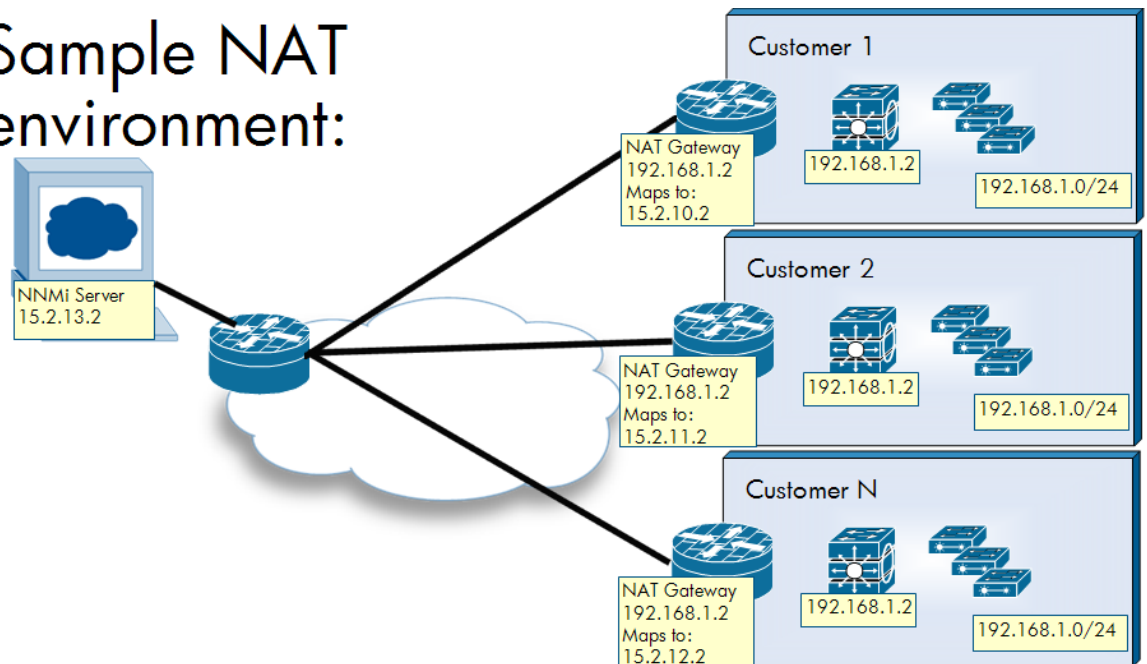 Sample NAT
environment:
NNMi Server
15.2.13.2
Customer 1
NAT Gateway
192.168.1.2
Maps to:
15.2.10.2
192.168.1.2
192.168.1.0/24
Customer 2
NAT Gateway
192.168.1.2
Maps to:
15.2.11.2
192.168.1.2
192.168.1.0/24
Customer N
NAT Gateway
192.168.1.2
Maps to:
15.2.12.2
192.168.1.2
192.168.1.0/24